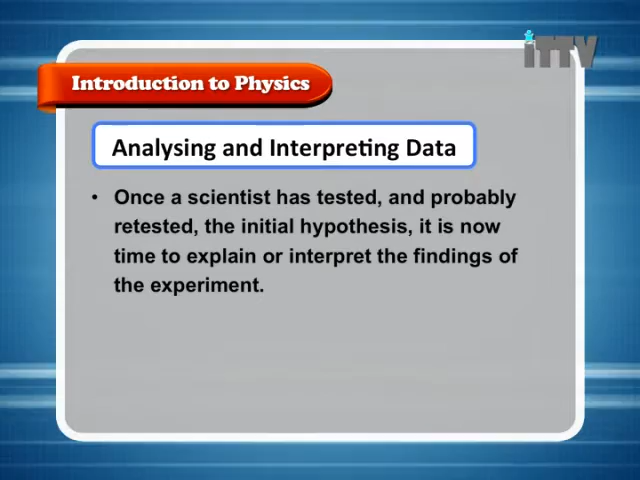 iTTV
Introduction to Physics
Analysing and Interpreting Data
• Once a scientist has tested, and probably
retested, the initial hypothesis, it is now
time to explain or interpret the findings of
the experiment.